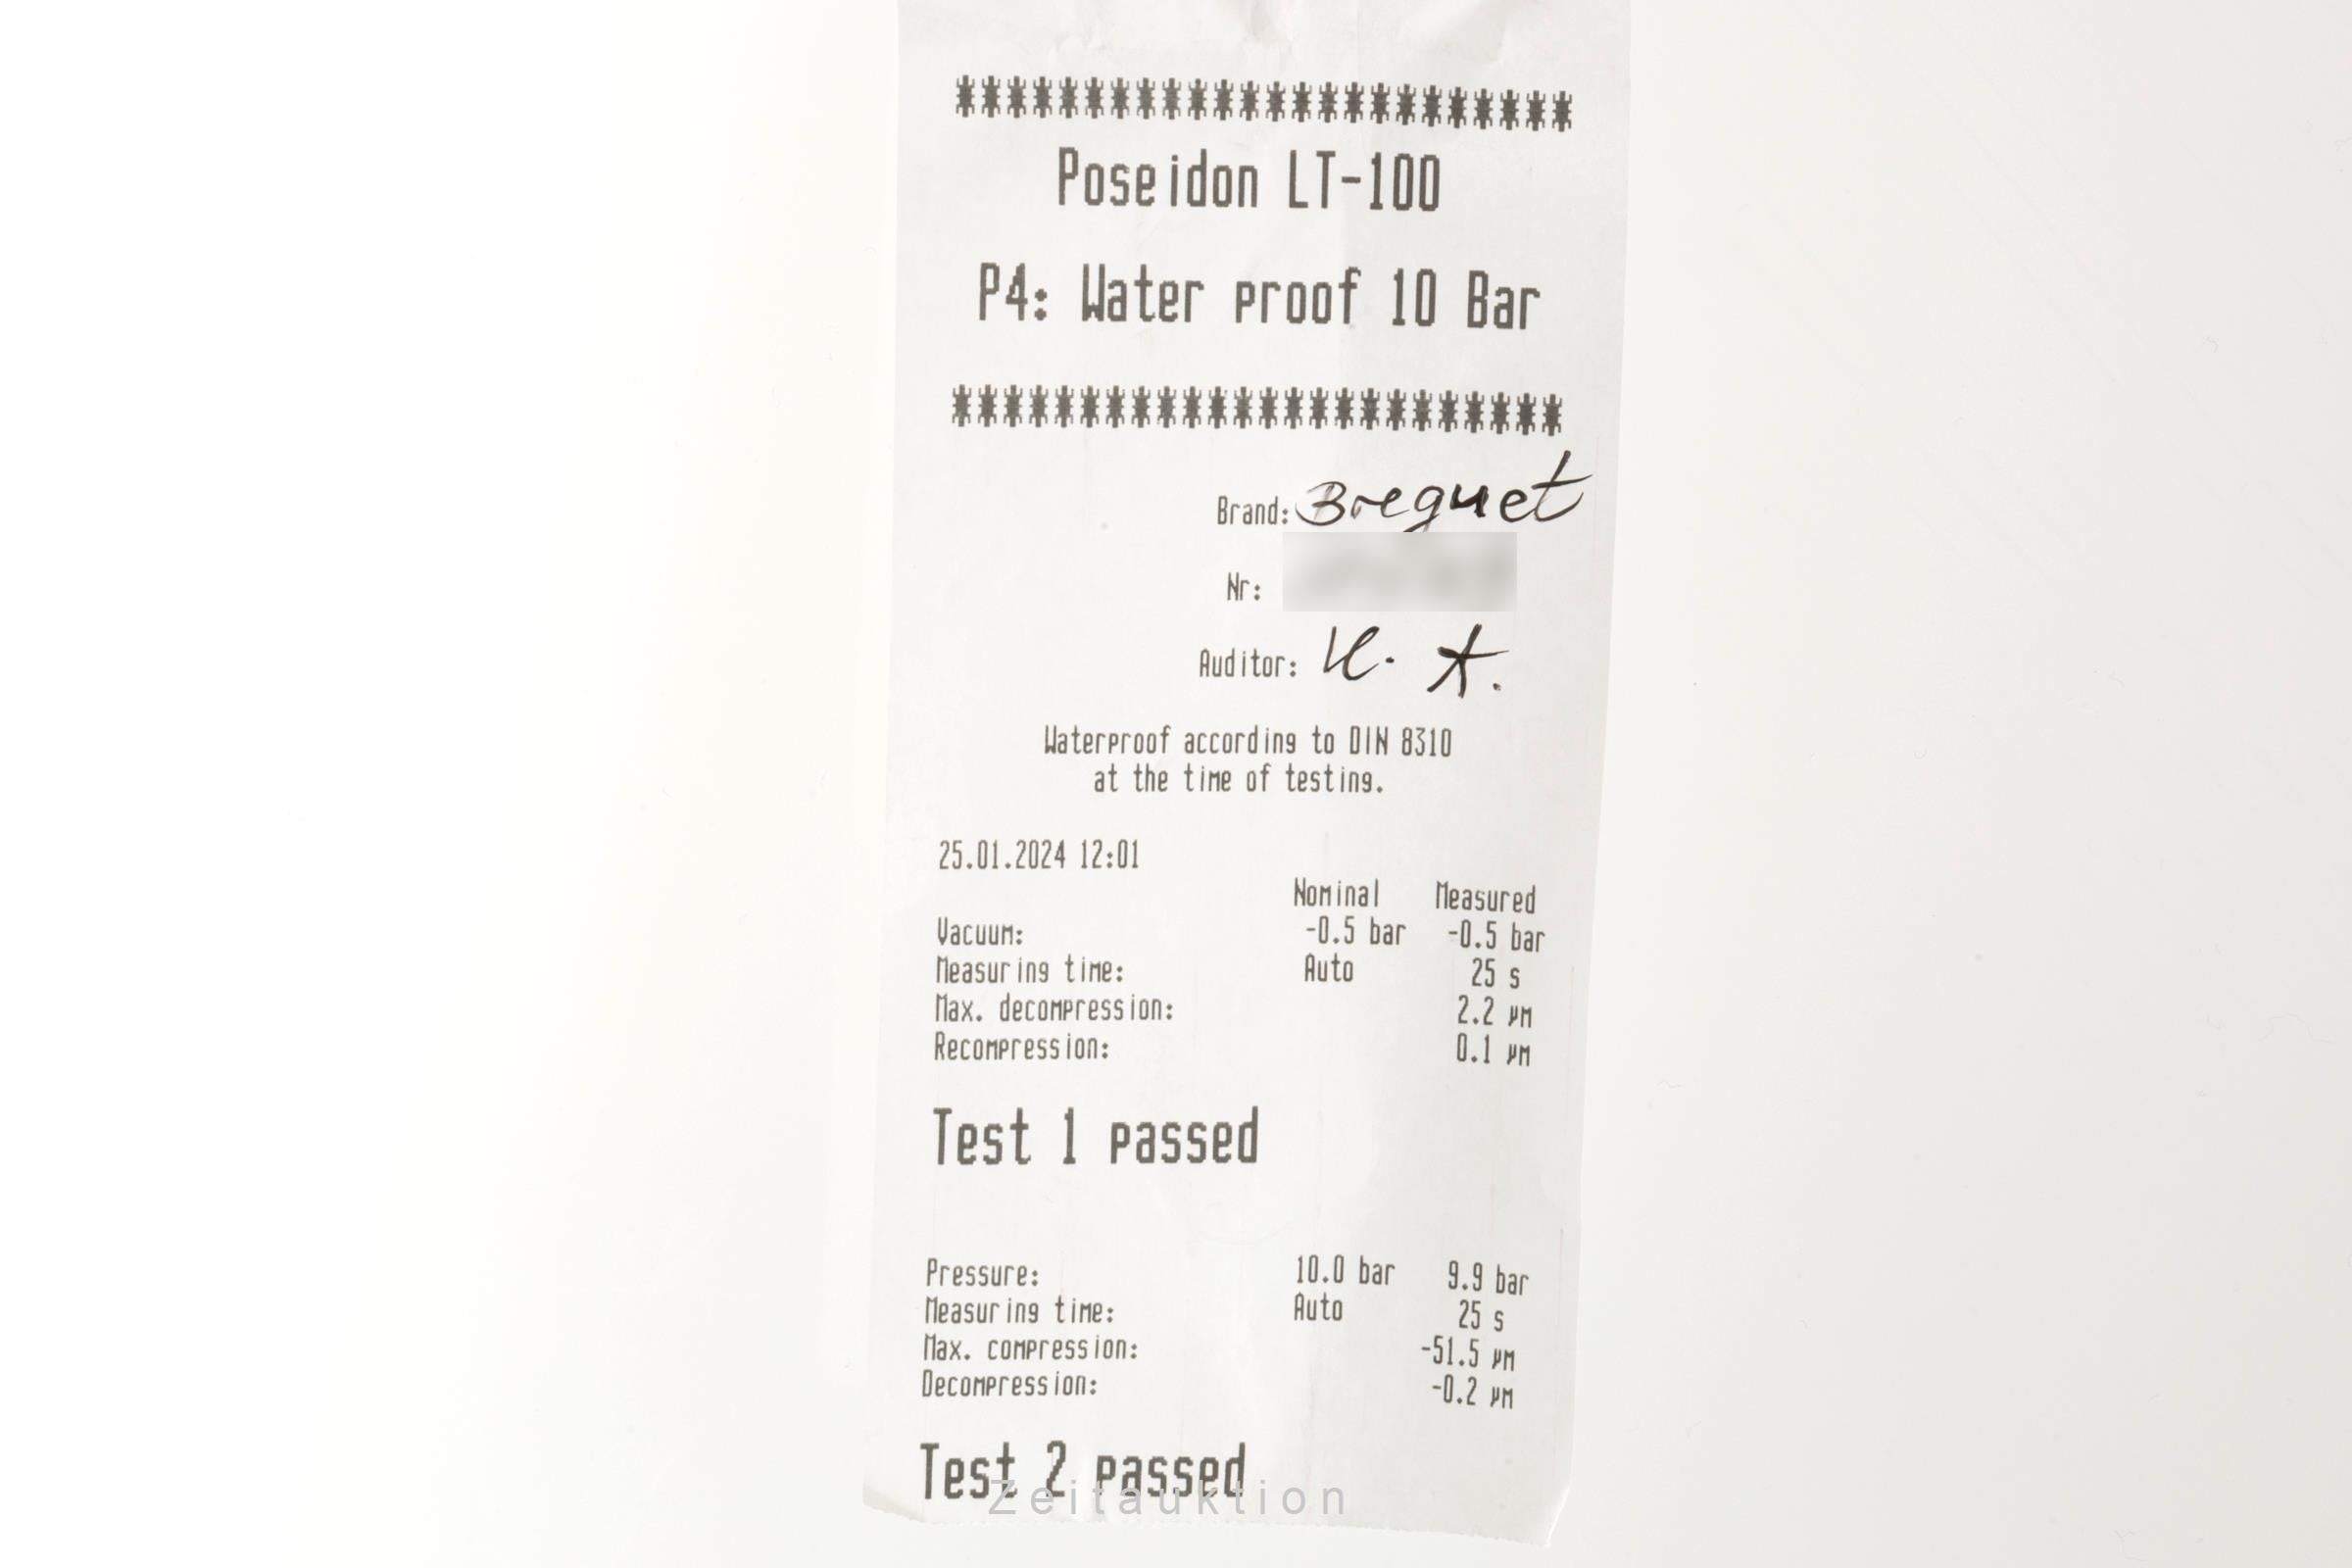 ************************
Poseidon LT-100
P4: Water proof 10 Bar
************************
Brand: Breguet
Nr:
Auditor: K. A.
Waterproof according to DIN 8310
at the time of testing.
25.01.2024 12:01
Nominal Measured
Vacuum: -0.5 bar -0.5 bar
Measuring time: Auto 25 s
Max. decompression: 2.2 µm
Recompression: 0.1 µm
Test 1 passed
Pressure: 10.0 bar 9.9 bar
Measuring time: Auto 25 s
Max. compression: -51.5 µm
Decompression: -0.2 µm
Test 2 passed
Zeitauktion